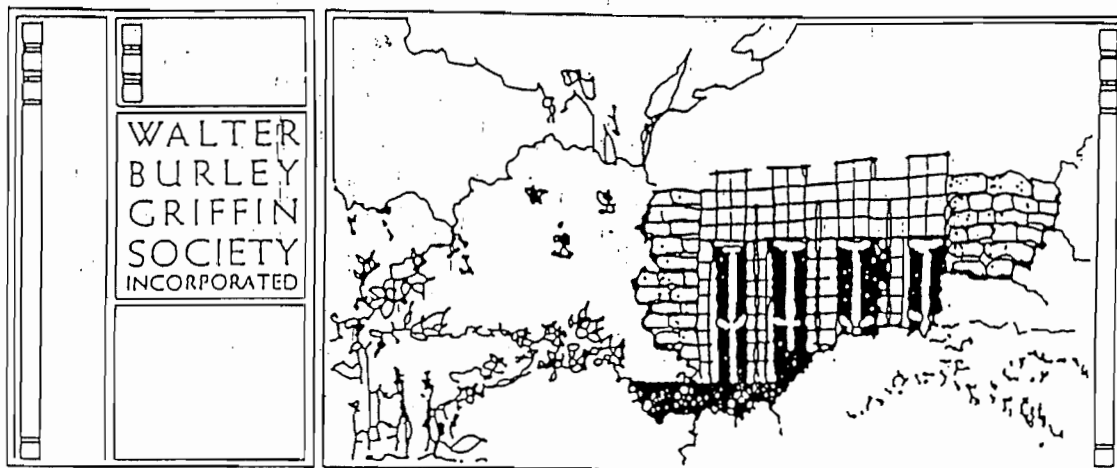 WALTER
BURLEY
GRIFFIN
SOCIETY
INCORPORATED